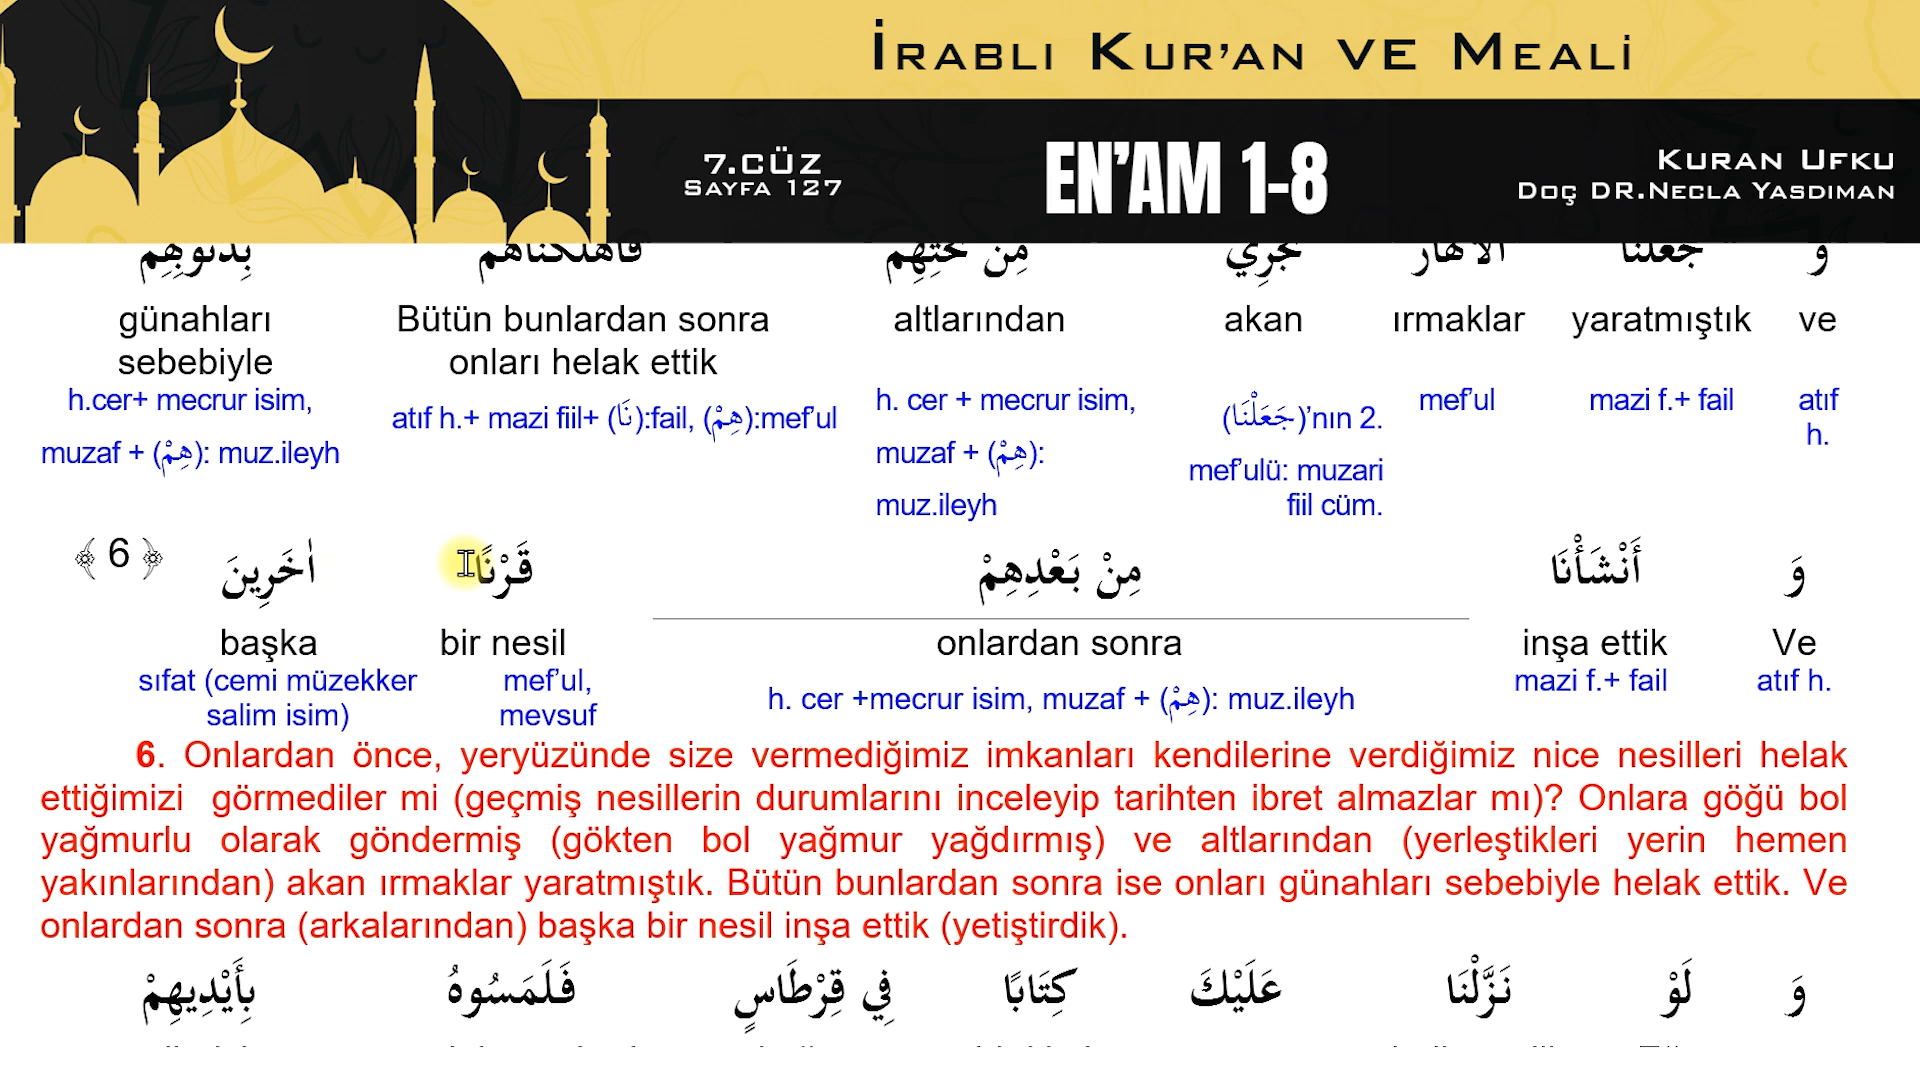 İRABLI KUR’AN VE MEALİ
7.CÜZ
SAYFA 127
EN’AM 1-8
KURAN UFKU
DOÇ DR.NECLA YASDIMAN
وَ جَعَلْنَا تَجْرِي مِنْ تَحْتِهِمْ
ve yaratmıştık ırmaklar akan altlarından Bütün bunlardan sonra günahları
onları helak ettik sebebiyle
atıf mazi f.+ fail mef’ul h. cer + mecrur isim, h.cer+ mecrur isim,
(جَعَلْنَا)’nın 2. atıf h.+ mazi fiil+ (نَا):fail, (هِمْ):mef’ul
h. muzaf + (هِمْ): muzaf + (هِمْ): muz.ileyh
mef’ulü: muzari
fiil cüm. muz.ileyh
وَ أَنْشَأْنَا مِنْ بَعْدِهِمْ قَرْنًا اٰخَرِينَ ﴿6﴾
Ve inşa ettik onlardan sonra bir nesil başka
atıf h. mazi f.+ fail h. cer +mecrur isim, muzaf + (هِمْ): muz.ileyh mef’ul, sıfat (cemi müzekker
mevsuf salim isim)
6. Onlardan önce, yeryüzünde size vermediğimiz imkanları kendilerine verdiğimiz nice nesilleri helak
ettiğimizi görmediler mi (geçmiş nesillerin durumlarını inceleyip tarihten ibret almazlar mı)? Onlara göğü bol
yağmurlu olarak göndermiş (gökten bol yağmur yağdırmış) ve altlarından (yerleştikleri yerin hemen
yakınlarından) akan ırmaklar yaratmıştık. Bütün bunlardan sonra ise onları günahları sebebiyle helak ettik. Ve
onlardan sonra (arkalarından) başka bir nesil inşa ettik (yetiştirdik).
وَ لَوْ نَزَّلْنَا عَلَيْكَ كِتَابًا فِي قِرْطَاسٍ فَلَمَسُوهُ بِأَيْدِيهِمْ